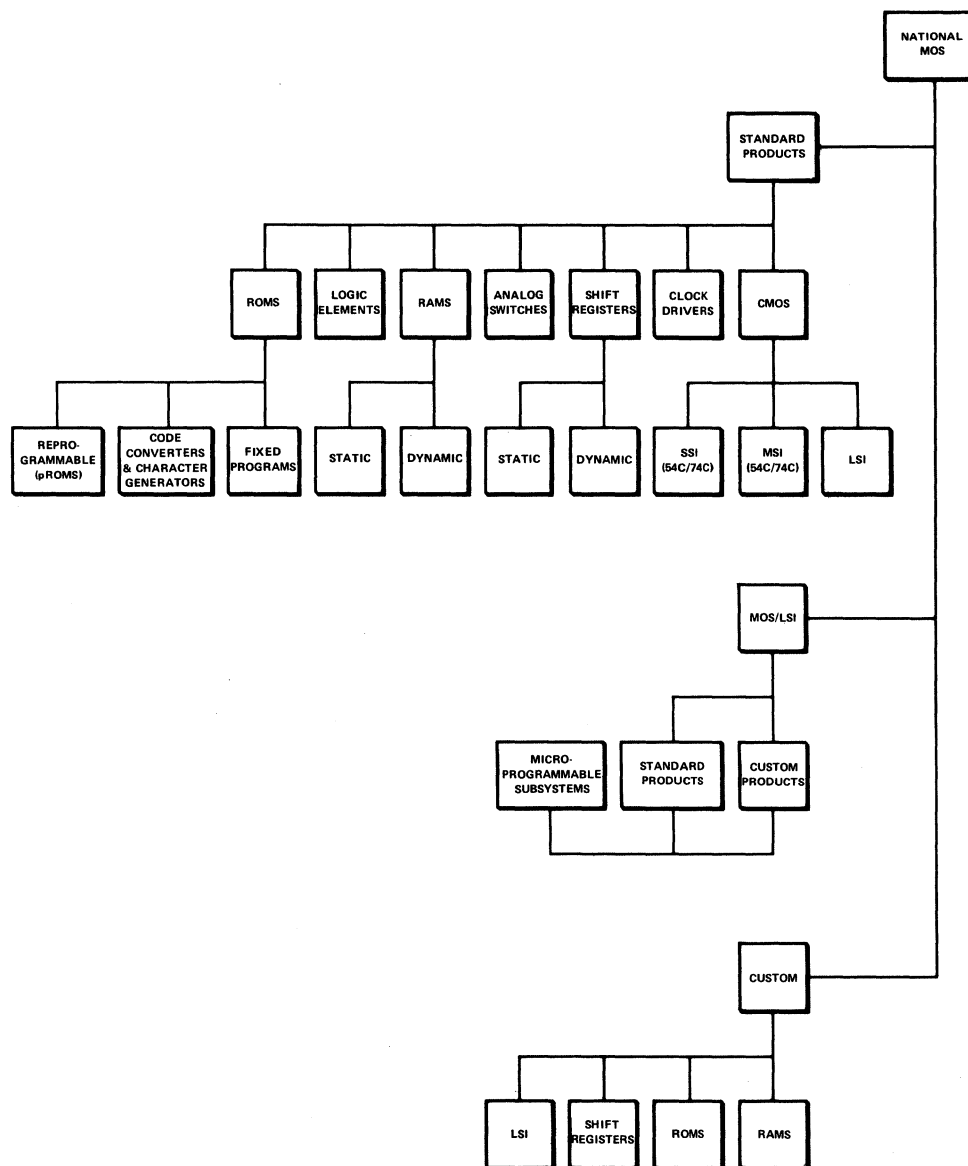 NATIONAL
MOS
STANDARD
PRODUCTS
ROMS
LOGIC
ELEMENTS
RAMS
ANALOG
SWITCHES
SHIFT
REGISTERS
CLOCK
DRIVERS
CMOS
REPRO-
GRAMMABLE
(pROMS)
CODE
CONVERTERS
& CHARACTER
GENERATORS
FIXED
PROGRAMS
STATIC
DYNAMIC
STATIC
DYNAMIC
SSI
(54C/74C)
MSI
(54C/74C)
LSI
MOS/LSI
MICRO-
PROGRAMMABLE
SUBSYSTEMS
STANDARD
PRODUCTS
CUSTOM
PRODUCTS
CUSTOM
LSI
SHIFT
REGISTERS
ROMS
RAMS